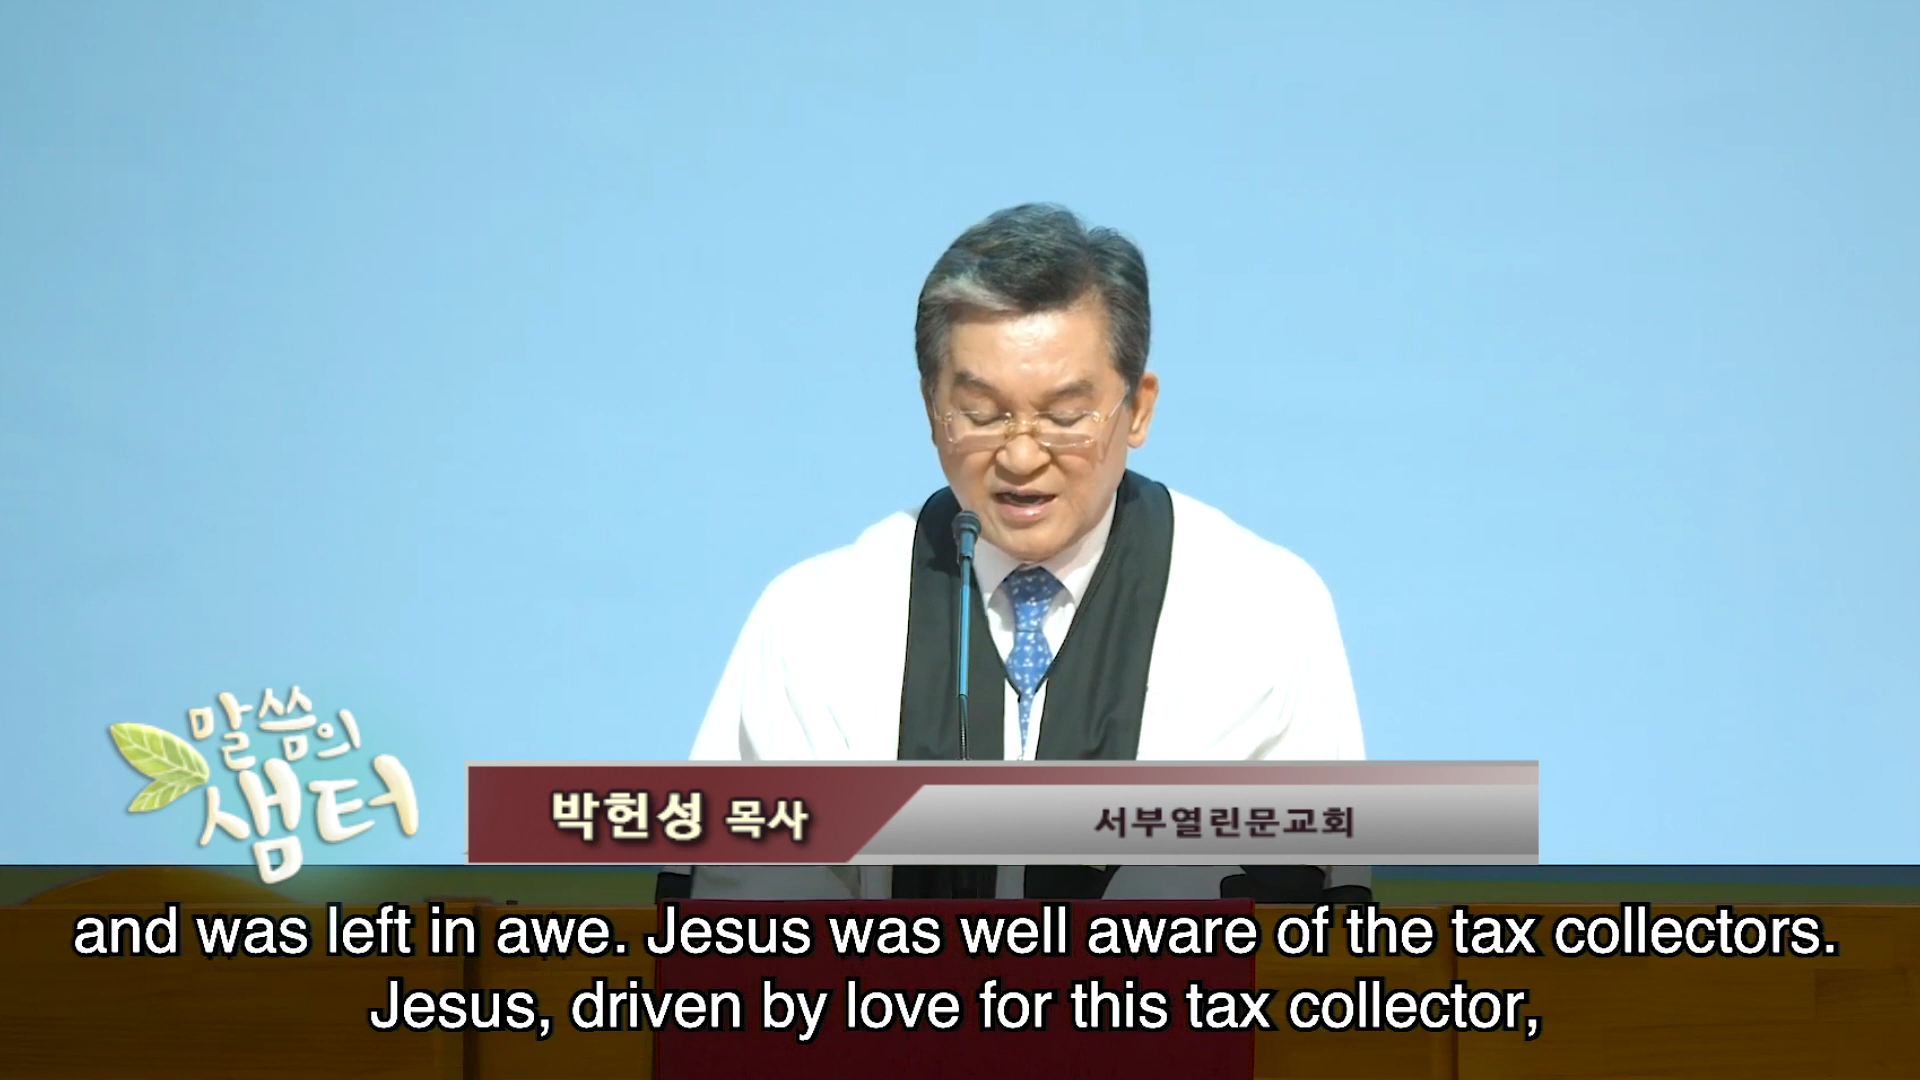 말씀의
샘터
박헌성 목사
서부열린문교회
and was left in awe. Jesus was well aware of the tax collectors.
Jesus, driven by love for this tax collector,